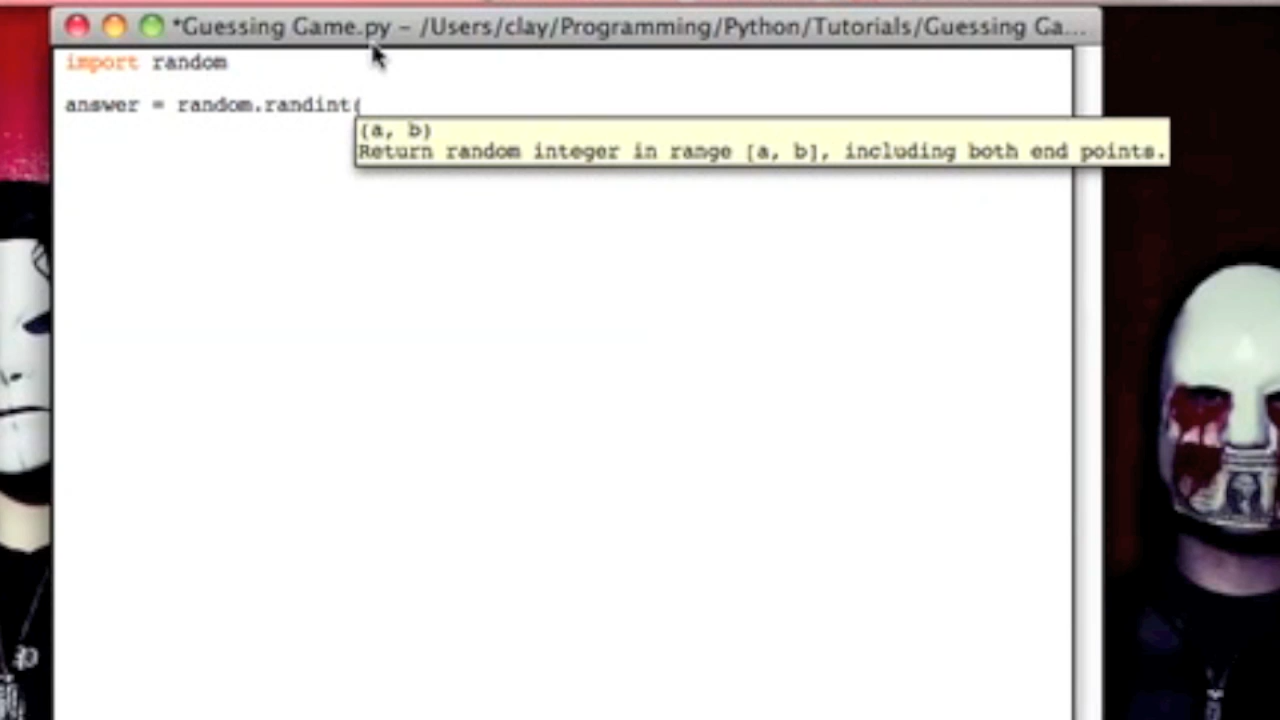 *Guessing Game.py – /Users/clay/Programming/Python/Tutorials/Guessing Ga...
import random
answer = random.randint(
(a, b)
Return random integer in range [a, b], including both end points.